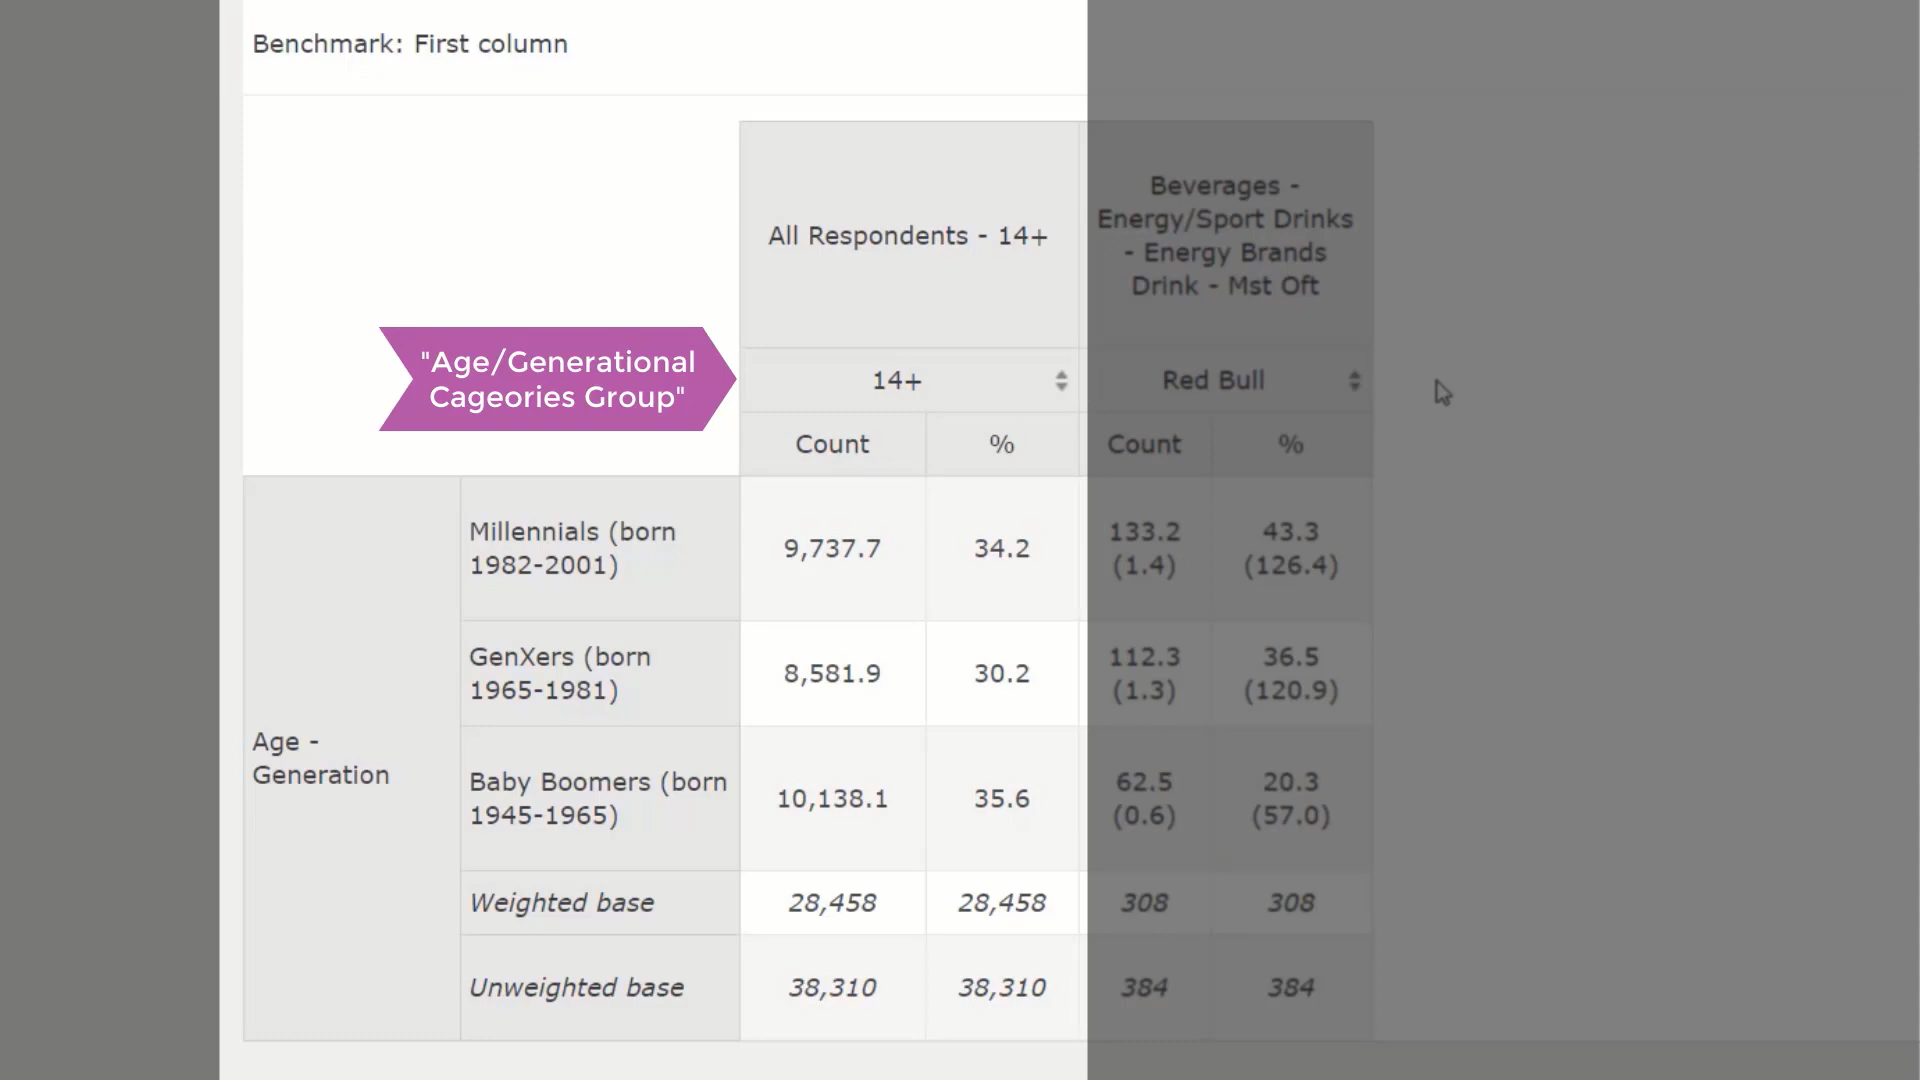 Benchmark: First column
All Respondents - 14+
Beverages -
Energy/Sport Drinks
- Energy Brands
Drink - Mst Oft
"Age/Generational
Cageories Group"
14+
Red Bull
Count
%
Count
%
Age -
Generation
Millennials (born
1982-2001)
9,737.7
34.2
133.2
(1.4)
43.3
(126.4)
GenXers (born
1965-1981)
8,581.9
30.2
112.3
(1.3)
36.5
(120.9)
Baby Boomers (born
1945-1965)
10,138.1
35.6
62.5
(0.6)
20.3
(57.0)
Weighted base
28,458
28,458
308
308
Unweighted base
38,310
38,310
384
384